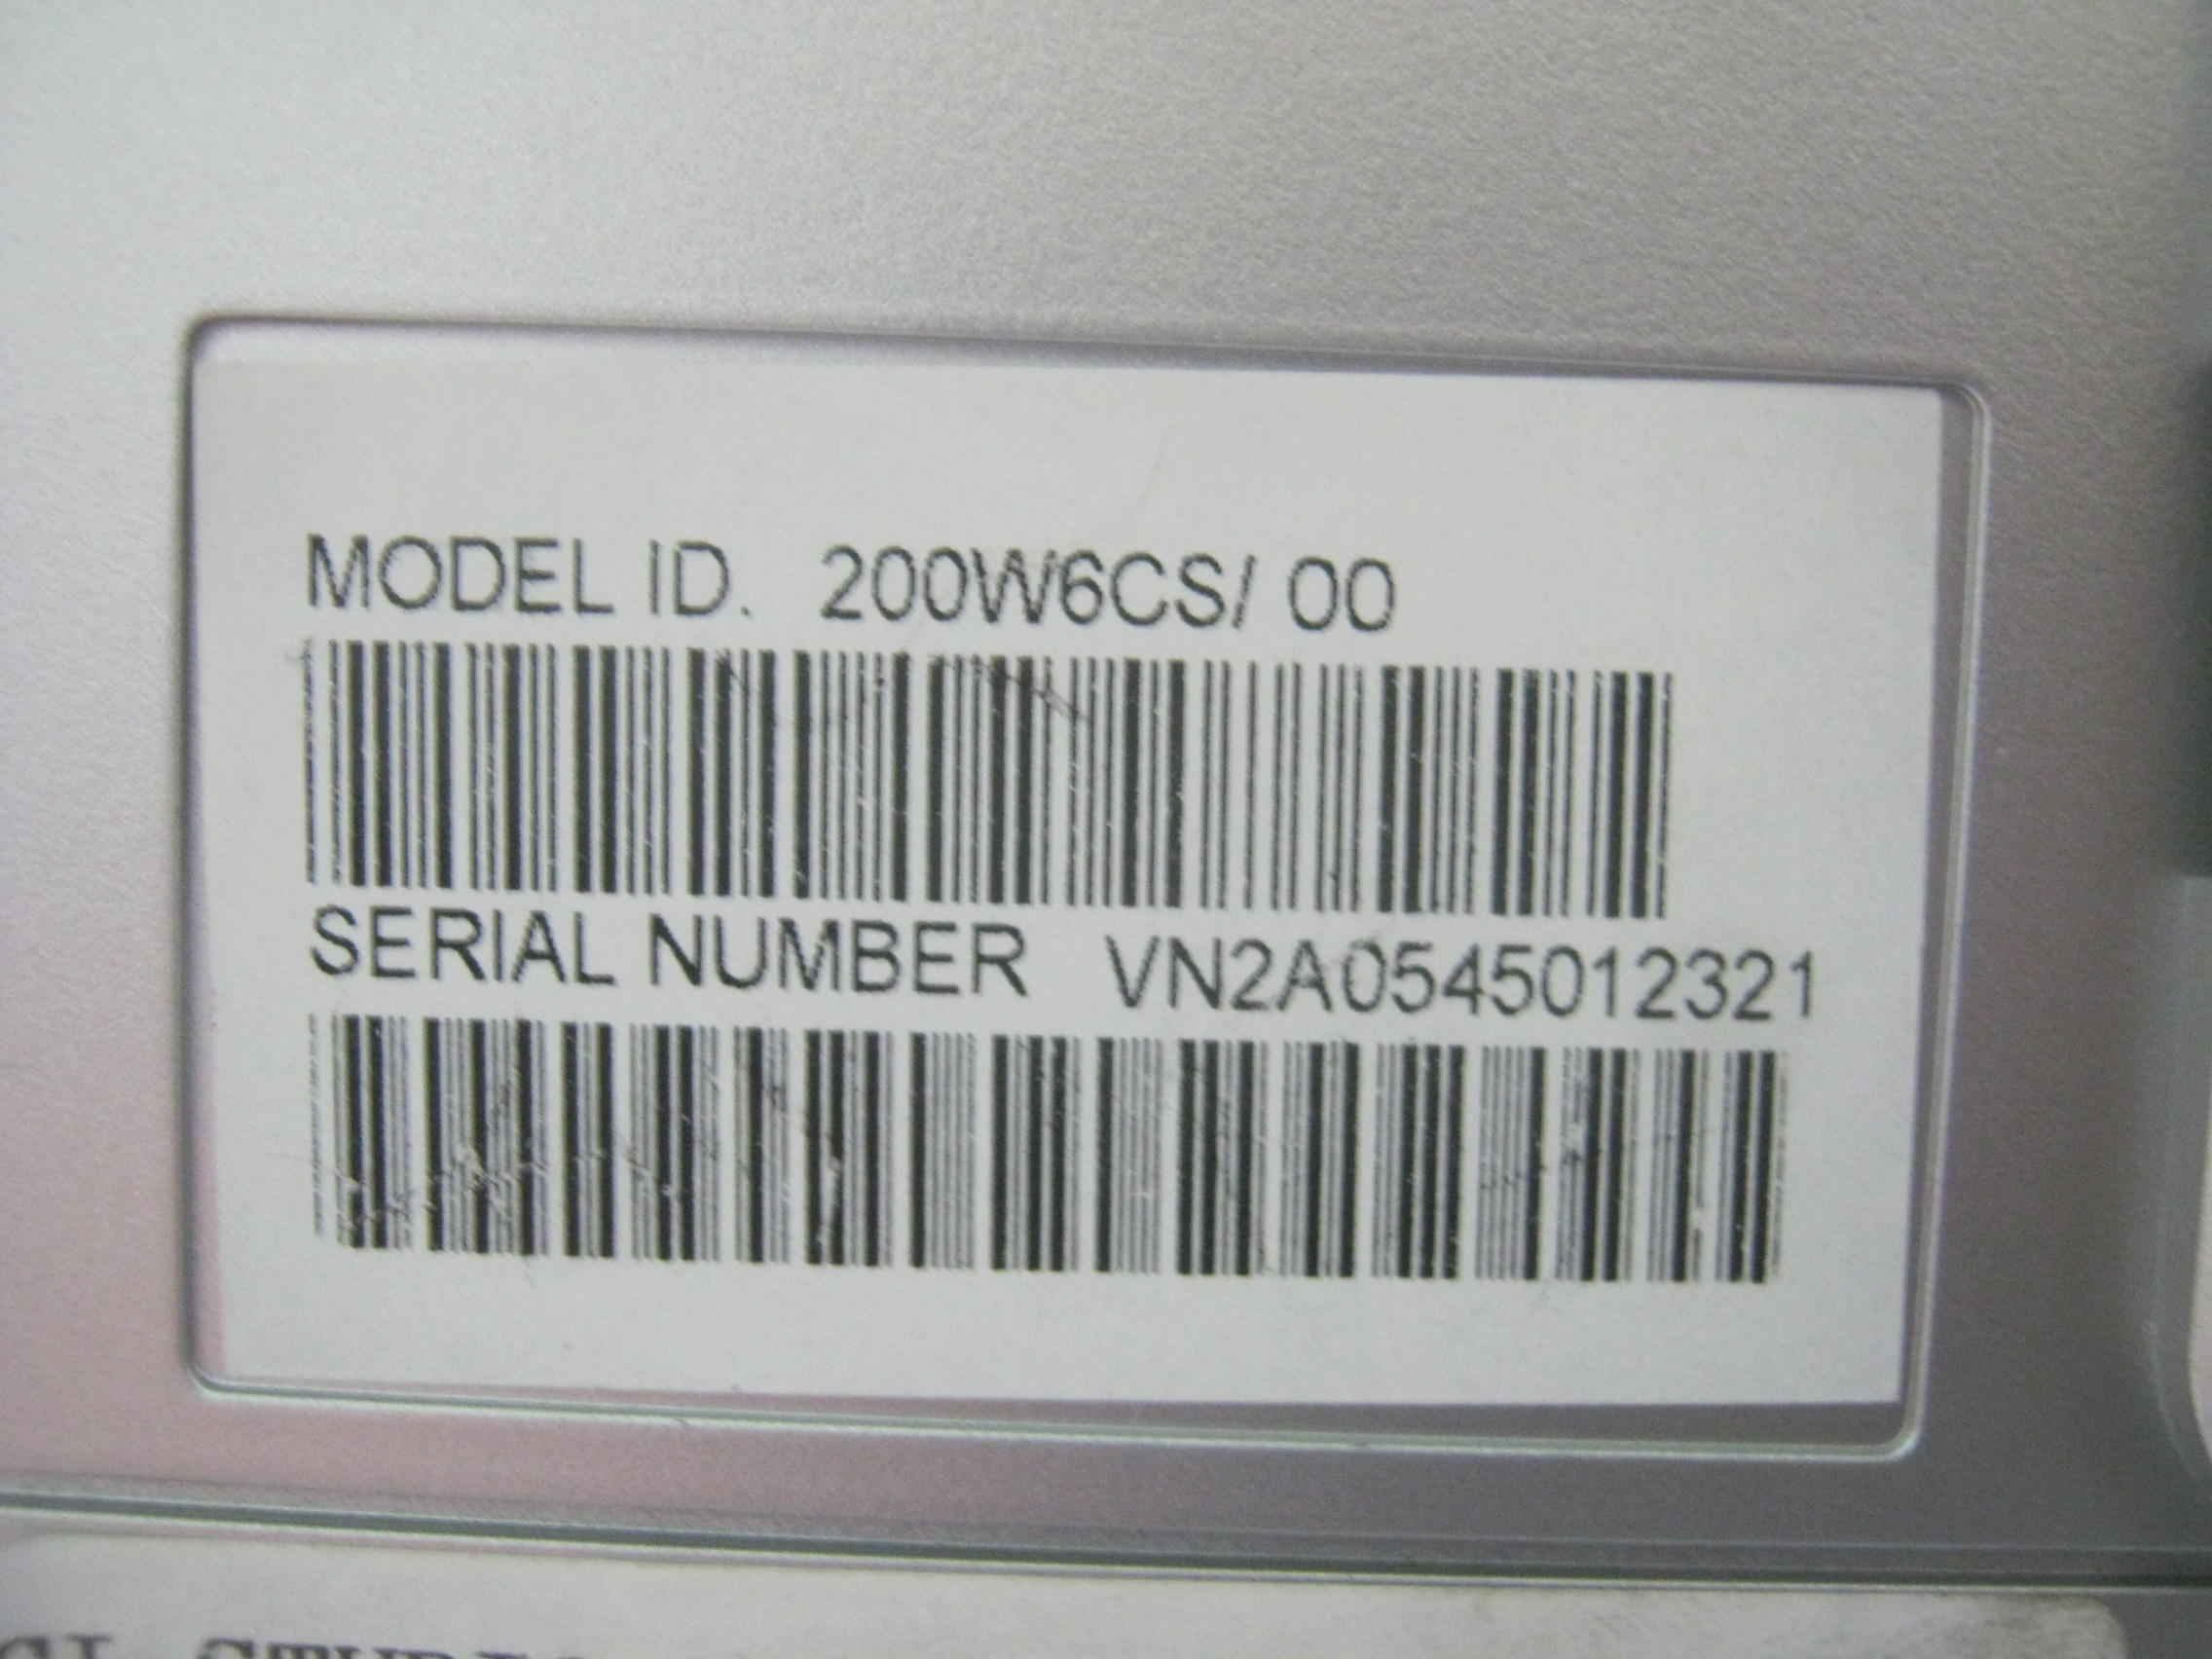 MODEL ID. 200W6CS/ 00
SERIAL NUMBER VN2A0545012321